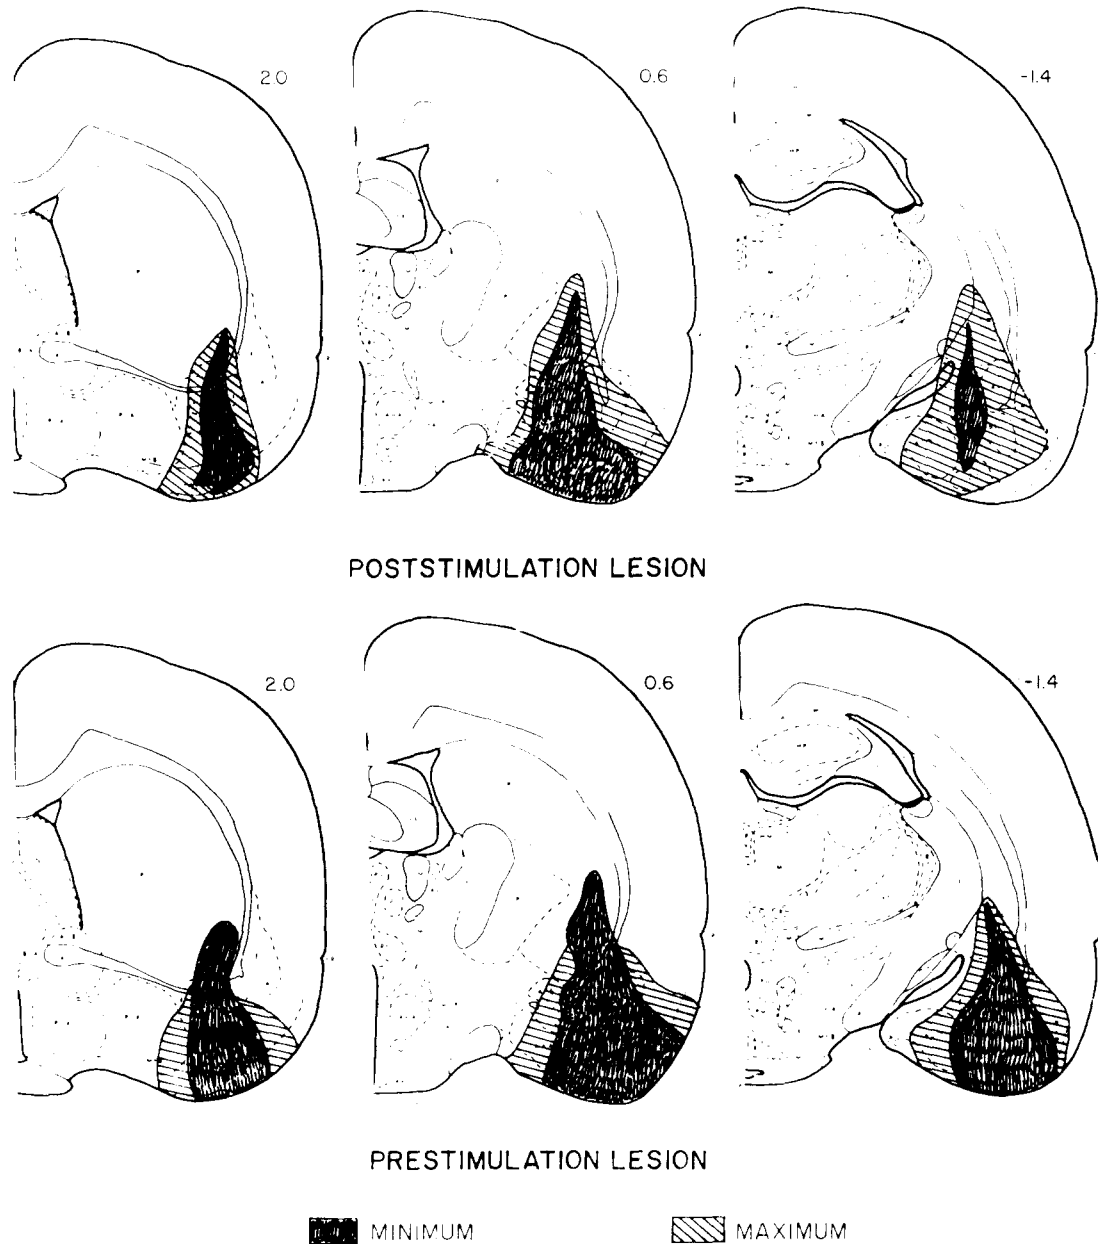 2.0 0.6 -1.4
POSTSTIMULATION LESION
2.0 0.6 -1.4
PRESTIMULATION LESION
MINIMUM MAXIMUM